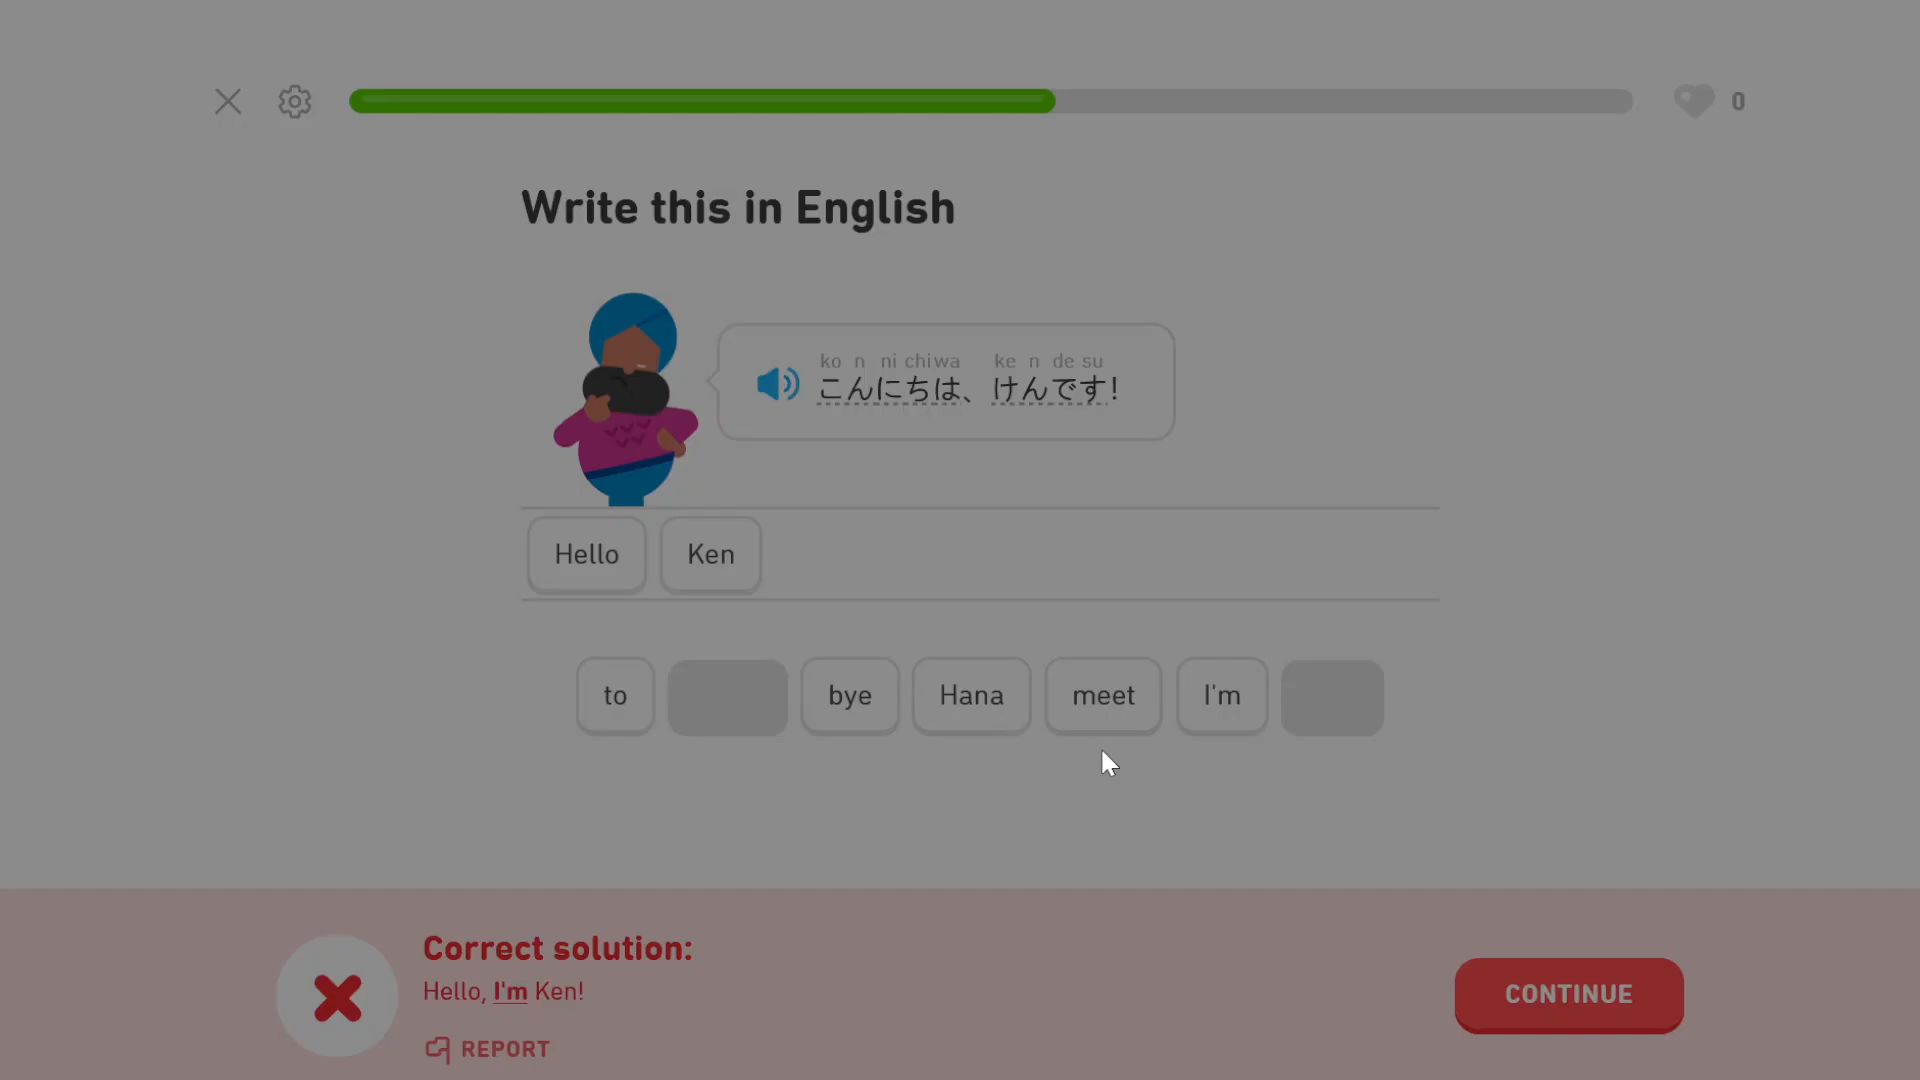 0
Write this in English
ko n ni chiwa ke n de su
こんにちは、けんです!
Hello Ken
to bye Hana meet I'm
Correct solution:
Hello, I'm Ken!
REPORT
CONTINUE